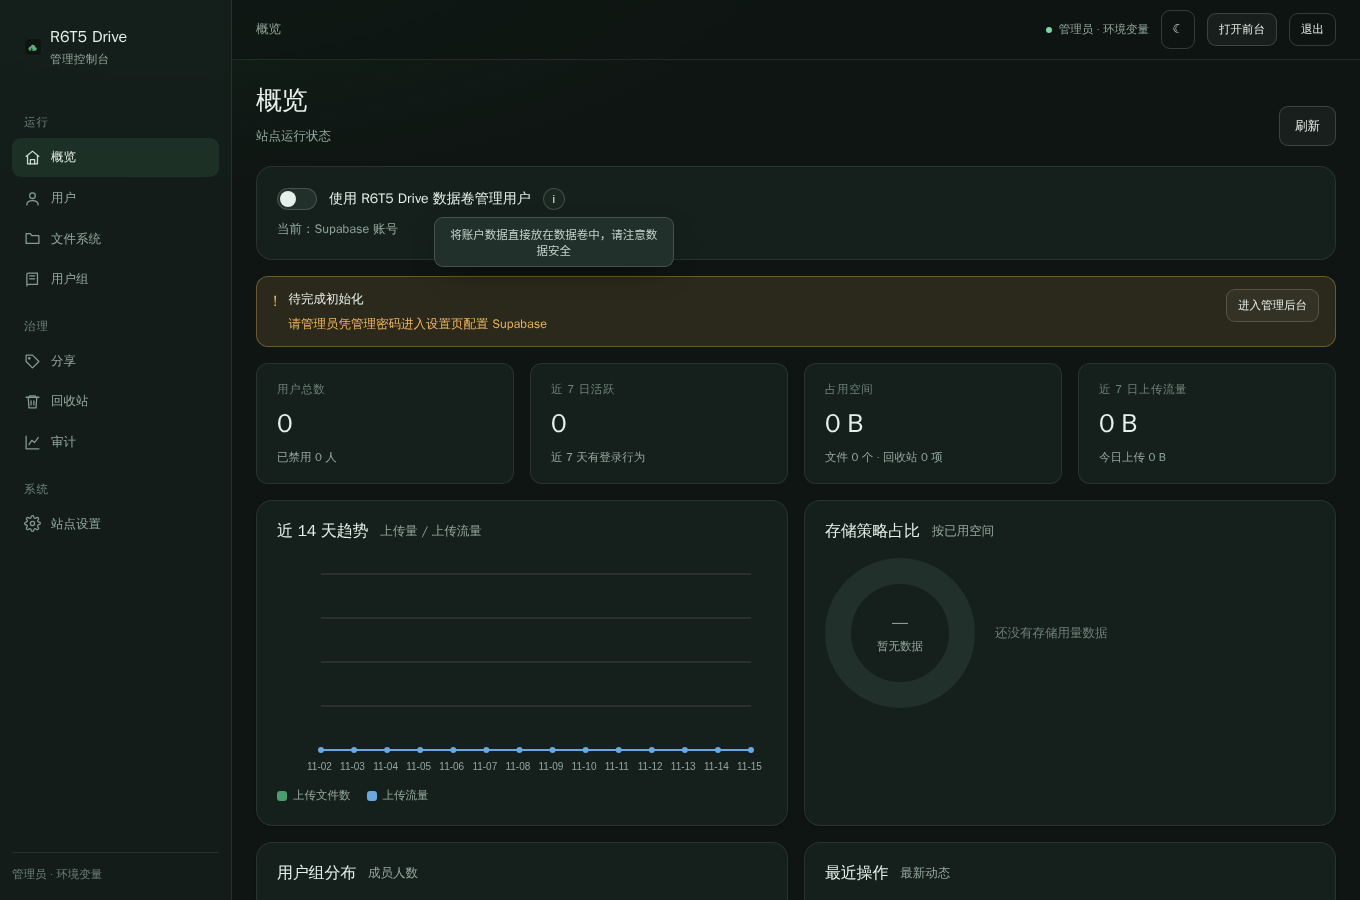 R6T5 Drive
管理控制台
运行
概览
用户
文件系统
用户组
治理
分享
回收站
审计
系统
站点设置
管理员 · 环境变量
概览
管理员 · 环境变量
打开前台
退出
概览
站点运行状态
刷新
使用 R6T5 Drive 数据卷管理用户
i
当前：Supabase 账号
将账户数据直接放在数据卷中，请注意数
据安全
! 待完成初始化
请管理员凭管理密码进入设置页配置 Supabase
进入管理后台
用户总数
0
已禁用 0 人
近 7 日活跃
0
近 7 天有登录行为
占用空间
0 B
文件 0 个 · 回收站 0 项
近 7 日上传流量
0 B
今日上传 0 B
近 14 天趋势 上传量 / 上传流量
11-02 11-03 11-04 11-05 11-06 11-07 11-08 11-09 11-10 11-11 11-12 11-13 11-14 11-15
上传文件数 上传流量
存储策略占比 按已用空间
—
暂无数据
还没有存储用量数据
用户组分布 成员人数
最近操作 最新动态